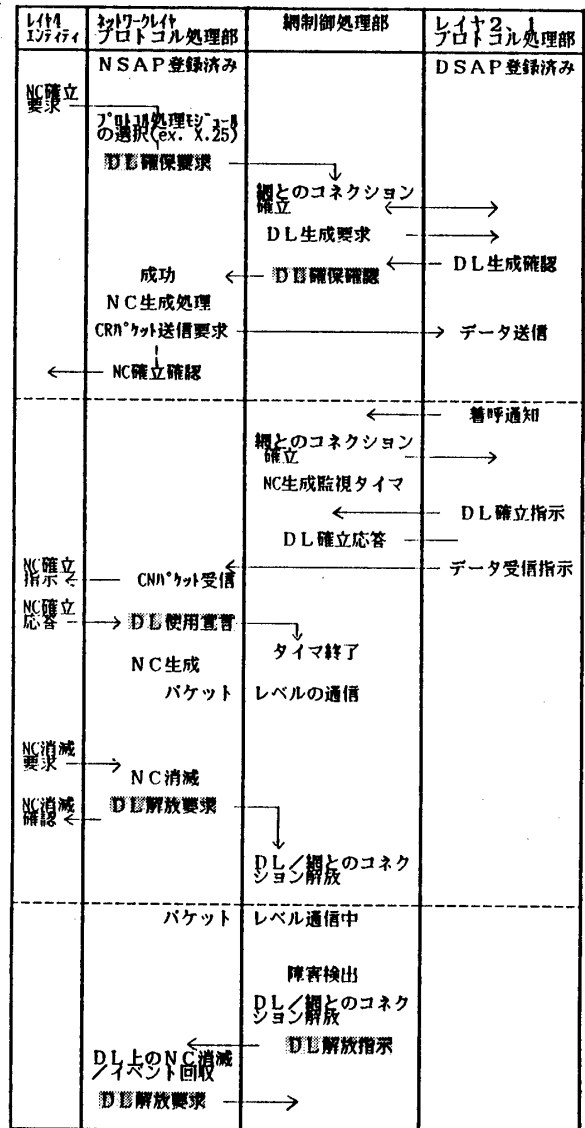 レイヤ4 エンティティ
ネットワークレイヤ プロトコル処理部
網制御処理部
レイヤ2、1 プロトコル処理部
NSAP登録済み
DSAP登録済み
NC確立
要求
プロトコル処理モジュール
の選択(ex. X.25)
DL確保要求
網とのコネクション
確立
DL生成要求
DL生成確認
成功
DL確保確認
NC生成処理
CRパケット送信要求
データ送信
NC確立確認
着呼通知
網とのコネクション
確立
NC生成監視タイマ
DL確立指示
DL確立応答
NC確立
指示
CNパケット受信
データ受信指示
NC確立
応答
DL使用宣言
タイマ終了
NC生成
パケット レベルの通信
NC消滅
要求
NC消滅
NC消滅
確認
DL解放要求
DL/網とのコネク
ション解放
パケット レベル通信中
障害検出
DL/網とのコネク
ション解放
DL解放指示
DL上のNC消滅
/イベント回収
DL解放要求